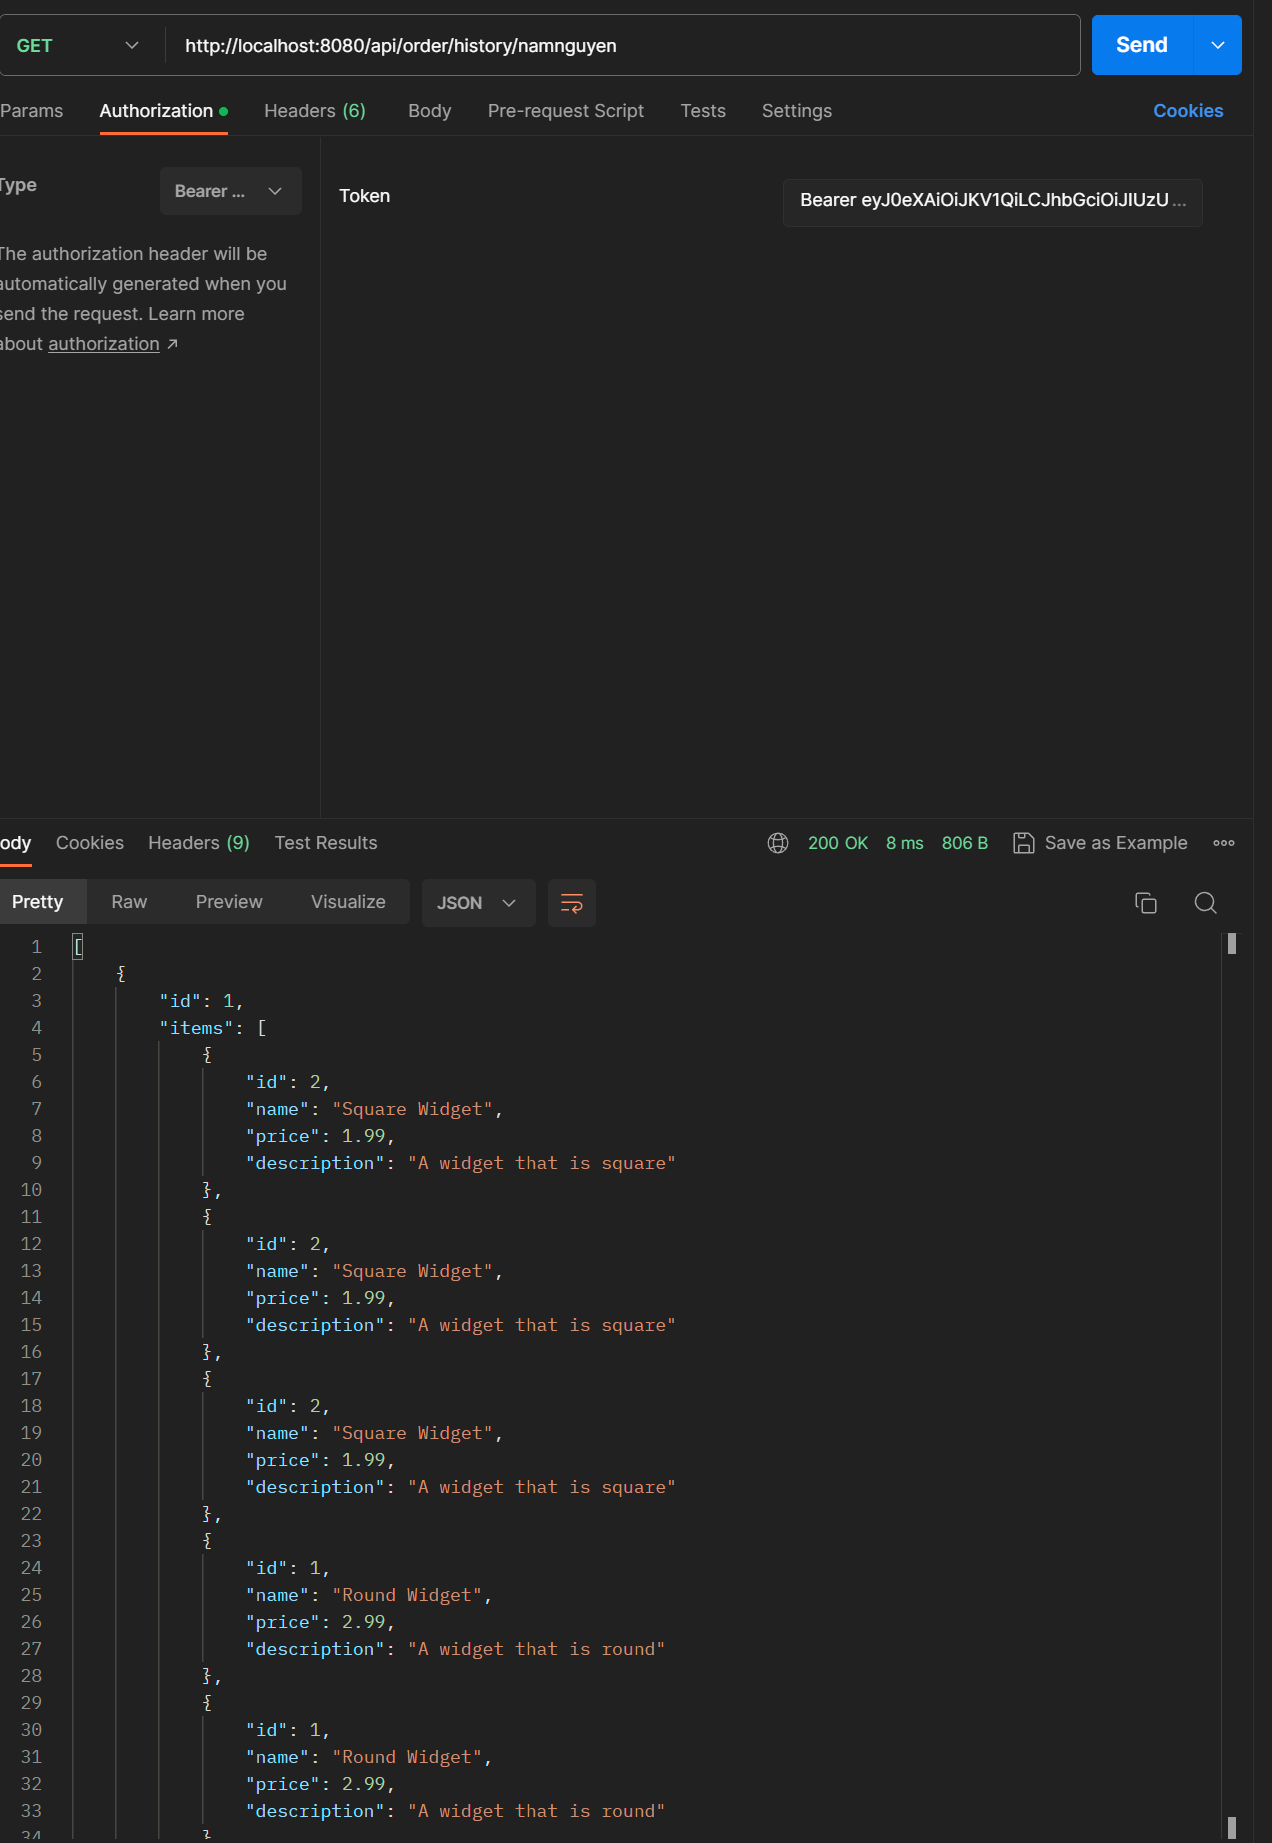 GET http://localhost:8080/api/order/history/namnguyen Send
Params Authorization Headers (6) Body Pre-request Script Tests Settings Cookies
Type Bearer ... Token Bearer eyJ0eXAiOiJKV1QiLCJhbGciOiJIUzU ...
The authorization header will be
automatically generated when you
send the request. Learn more
about authorization ↗
ody Cookies Headers (9) Test Results 200 OK 8 ms 806 B Save as Example
Pretty Raw Preview Visualize JSON
1 [
2 {
3 "id": 1,
4 "items": [
5 {
6 "id": 2,
7 "name": "Square Widget",
8 "price": 1.99,
9 "description": "A widget that is square"
10 },
11 {
12 "id": 2,
13 "name": "Square Widget",
14 "price": 1.99,
15 "description": "A widget that is square"
16 },
17 {
18 "id": 2,
19 "name": "Square Widget",
20 "price": 1.99,
21 "description": "A widget that is square"
22 },
23 {
24 "id": 1,
25 "name": "Round Widget",
26 "price": 2.99,
27 "description": "A widget that is round"
28 },
29 {
30 "id": 1,
31 "name": "Round Widget",
32 "price": 2.99,
33 "description": "A widget that is round"
34 }